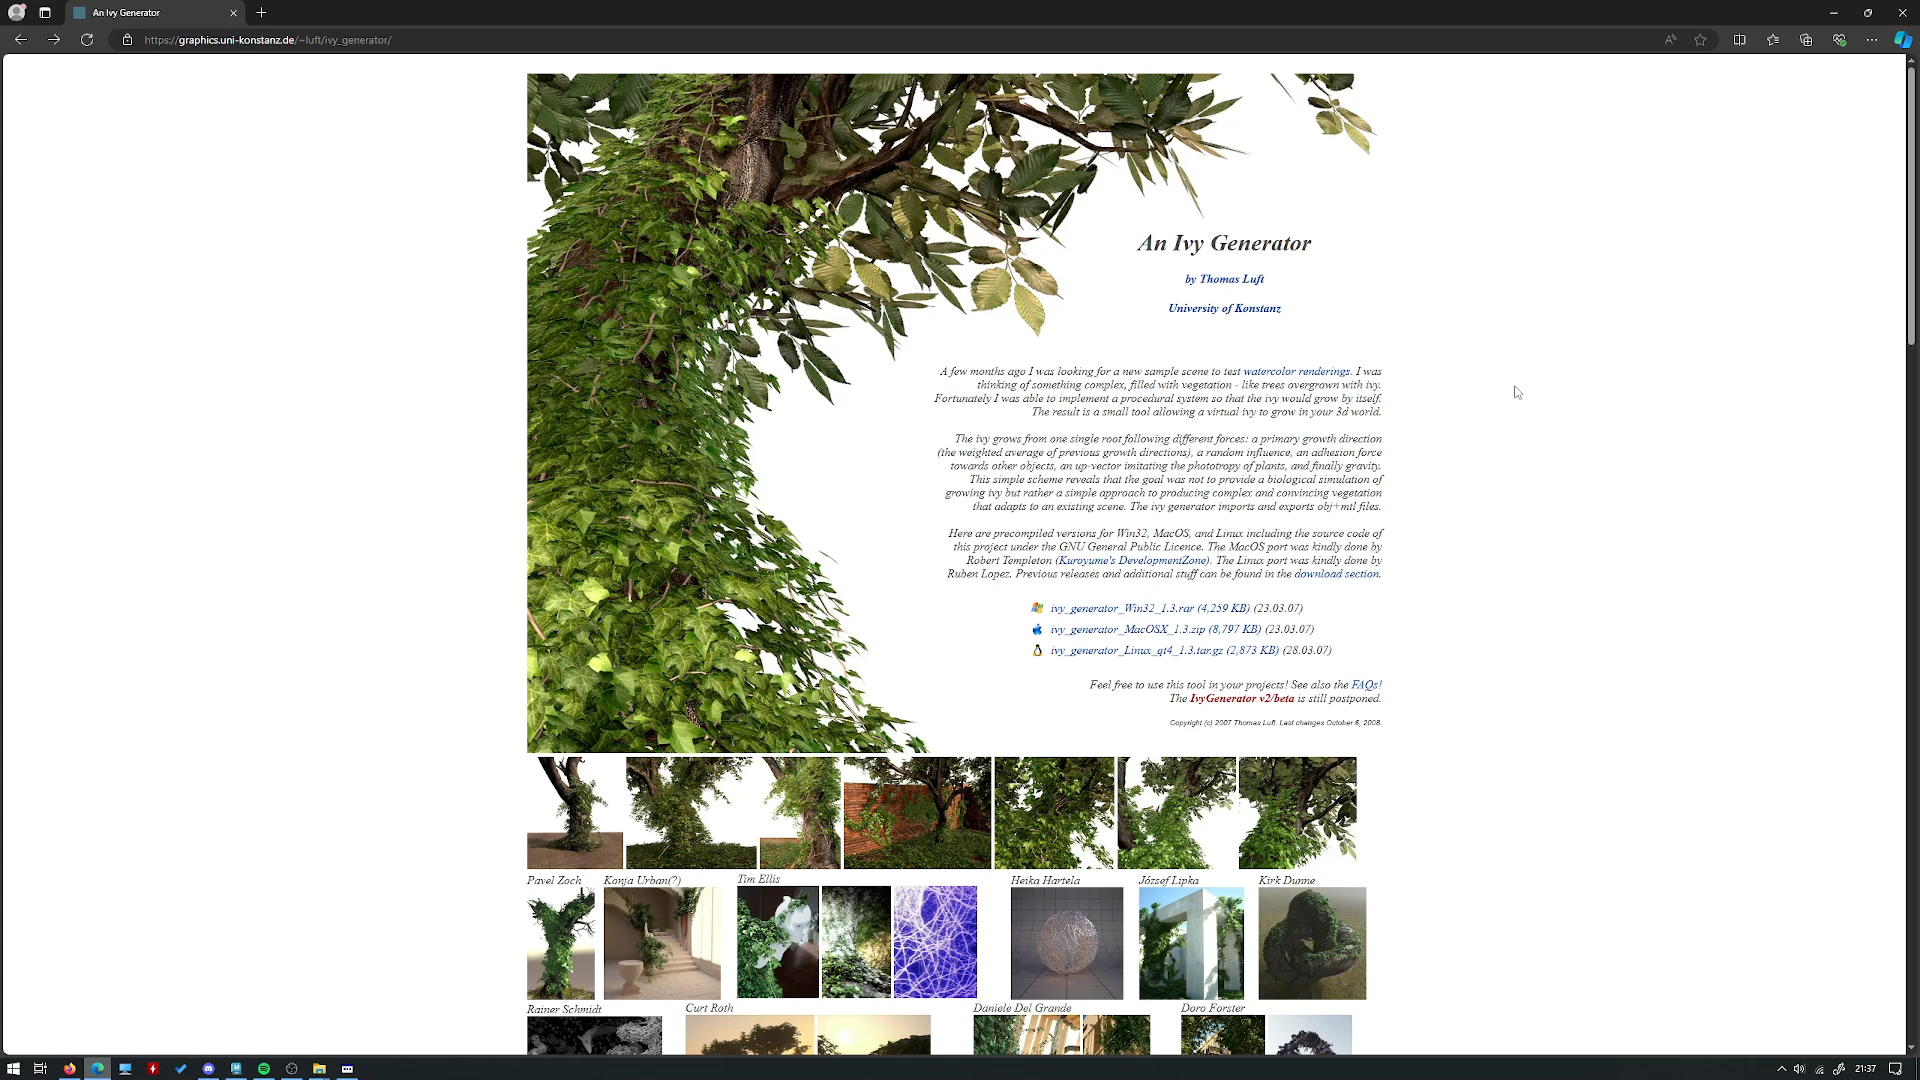 An Ivy Generator
https://graphics.uni-konstanz.de/~luft/ivy_generator/
An Ivy Generator
by Thomas Luft
University of Konstanz
A few months ago I was looking for a new sample scene to test watercolor renderings. I was
thinking of something complex, filled with vegetation - like trees overgrown with ivy.
Fortunately I was able to implement a procedural system so that the ivy would grow by itself.
The result is a small tool allowing a virtual ivy to grow in your 3d world.
The ivy grows from one single root following different forces: a primary growth direction
(the weighted average of previous growth directions), a random influence, an adhesion force
towards other objects, an up-vector imitating the phototropy of plants, and finally gravity.
This simple scheme reveals that the goal was not to provide a biological simulation of
growing ivy but rather a simple approach to producing complex and convincing vegetation
that adapts to an existing scene. The ivy generator imports and exports obj+mtl files.
Here are precompiled versions for Win32, MacOS, and Linux including the source code of
this project under the GNU General Public Licence. The MacOS port was kindly done by
Robert Templeton (Kuroyume's DevelopmentZone). The Linux port was kindly done by
Ruben Lopez. Previous releases and additional stuff can be found in the download section.
ivy_generator_Win32_1.3.rar (4,259 KB) (23.03.07)
ivy_generator_MacOSX_1.3.zip (8,797 KB) (23.03.07)
ivy_generator_Linux_qt4_1.3.tar.gz (2,873 KB) (28.03.07)
Feel free to use this tool in your projects! See also the FAQs!
The IvyGenerator v2/beta is still postponed.
Copyright (c) 2007 Thomas Luft. Last changes October 6, 2008.
Pavel Zoch Konja Urban(?) Tim Ellis Heika Hartela József Lipka Kirk Dunne
Rainer Schmidt Curt Roth Daniele Del Grande Doro Forster
21:37